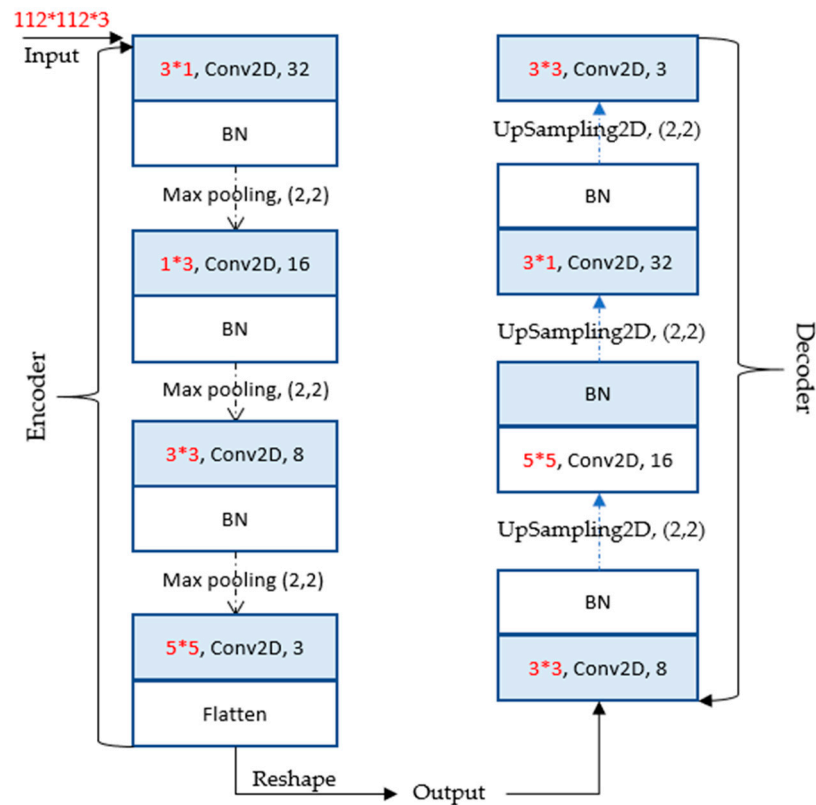 112*112*3
Input
3*1, Conv2D, 32
BN
Max pooling, (2,2)
1*3, Conv2D, 16
BN
Max pooling, (2,2)
3*3, Conv2D, 8
BN
Max pooling (2,2)
5*5, Conv2D, 3
Flatten
Encoder
Reshape
Output
3*3, Conv2D, 3
UpSampling2D, (2,2)
BN
3*1, Conv2D, 32
UpSampling2D, (2,2)
BN
5*5, Conv2D, 16
UpSampling2D, (2,2)
BN
3*3, Conv2D, 8
Decoder